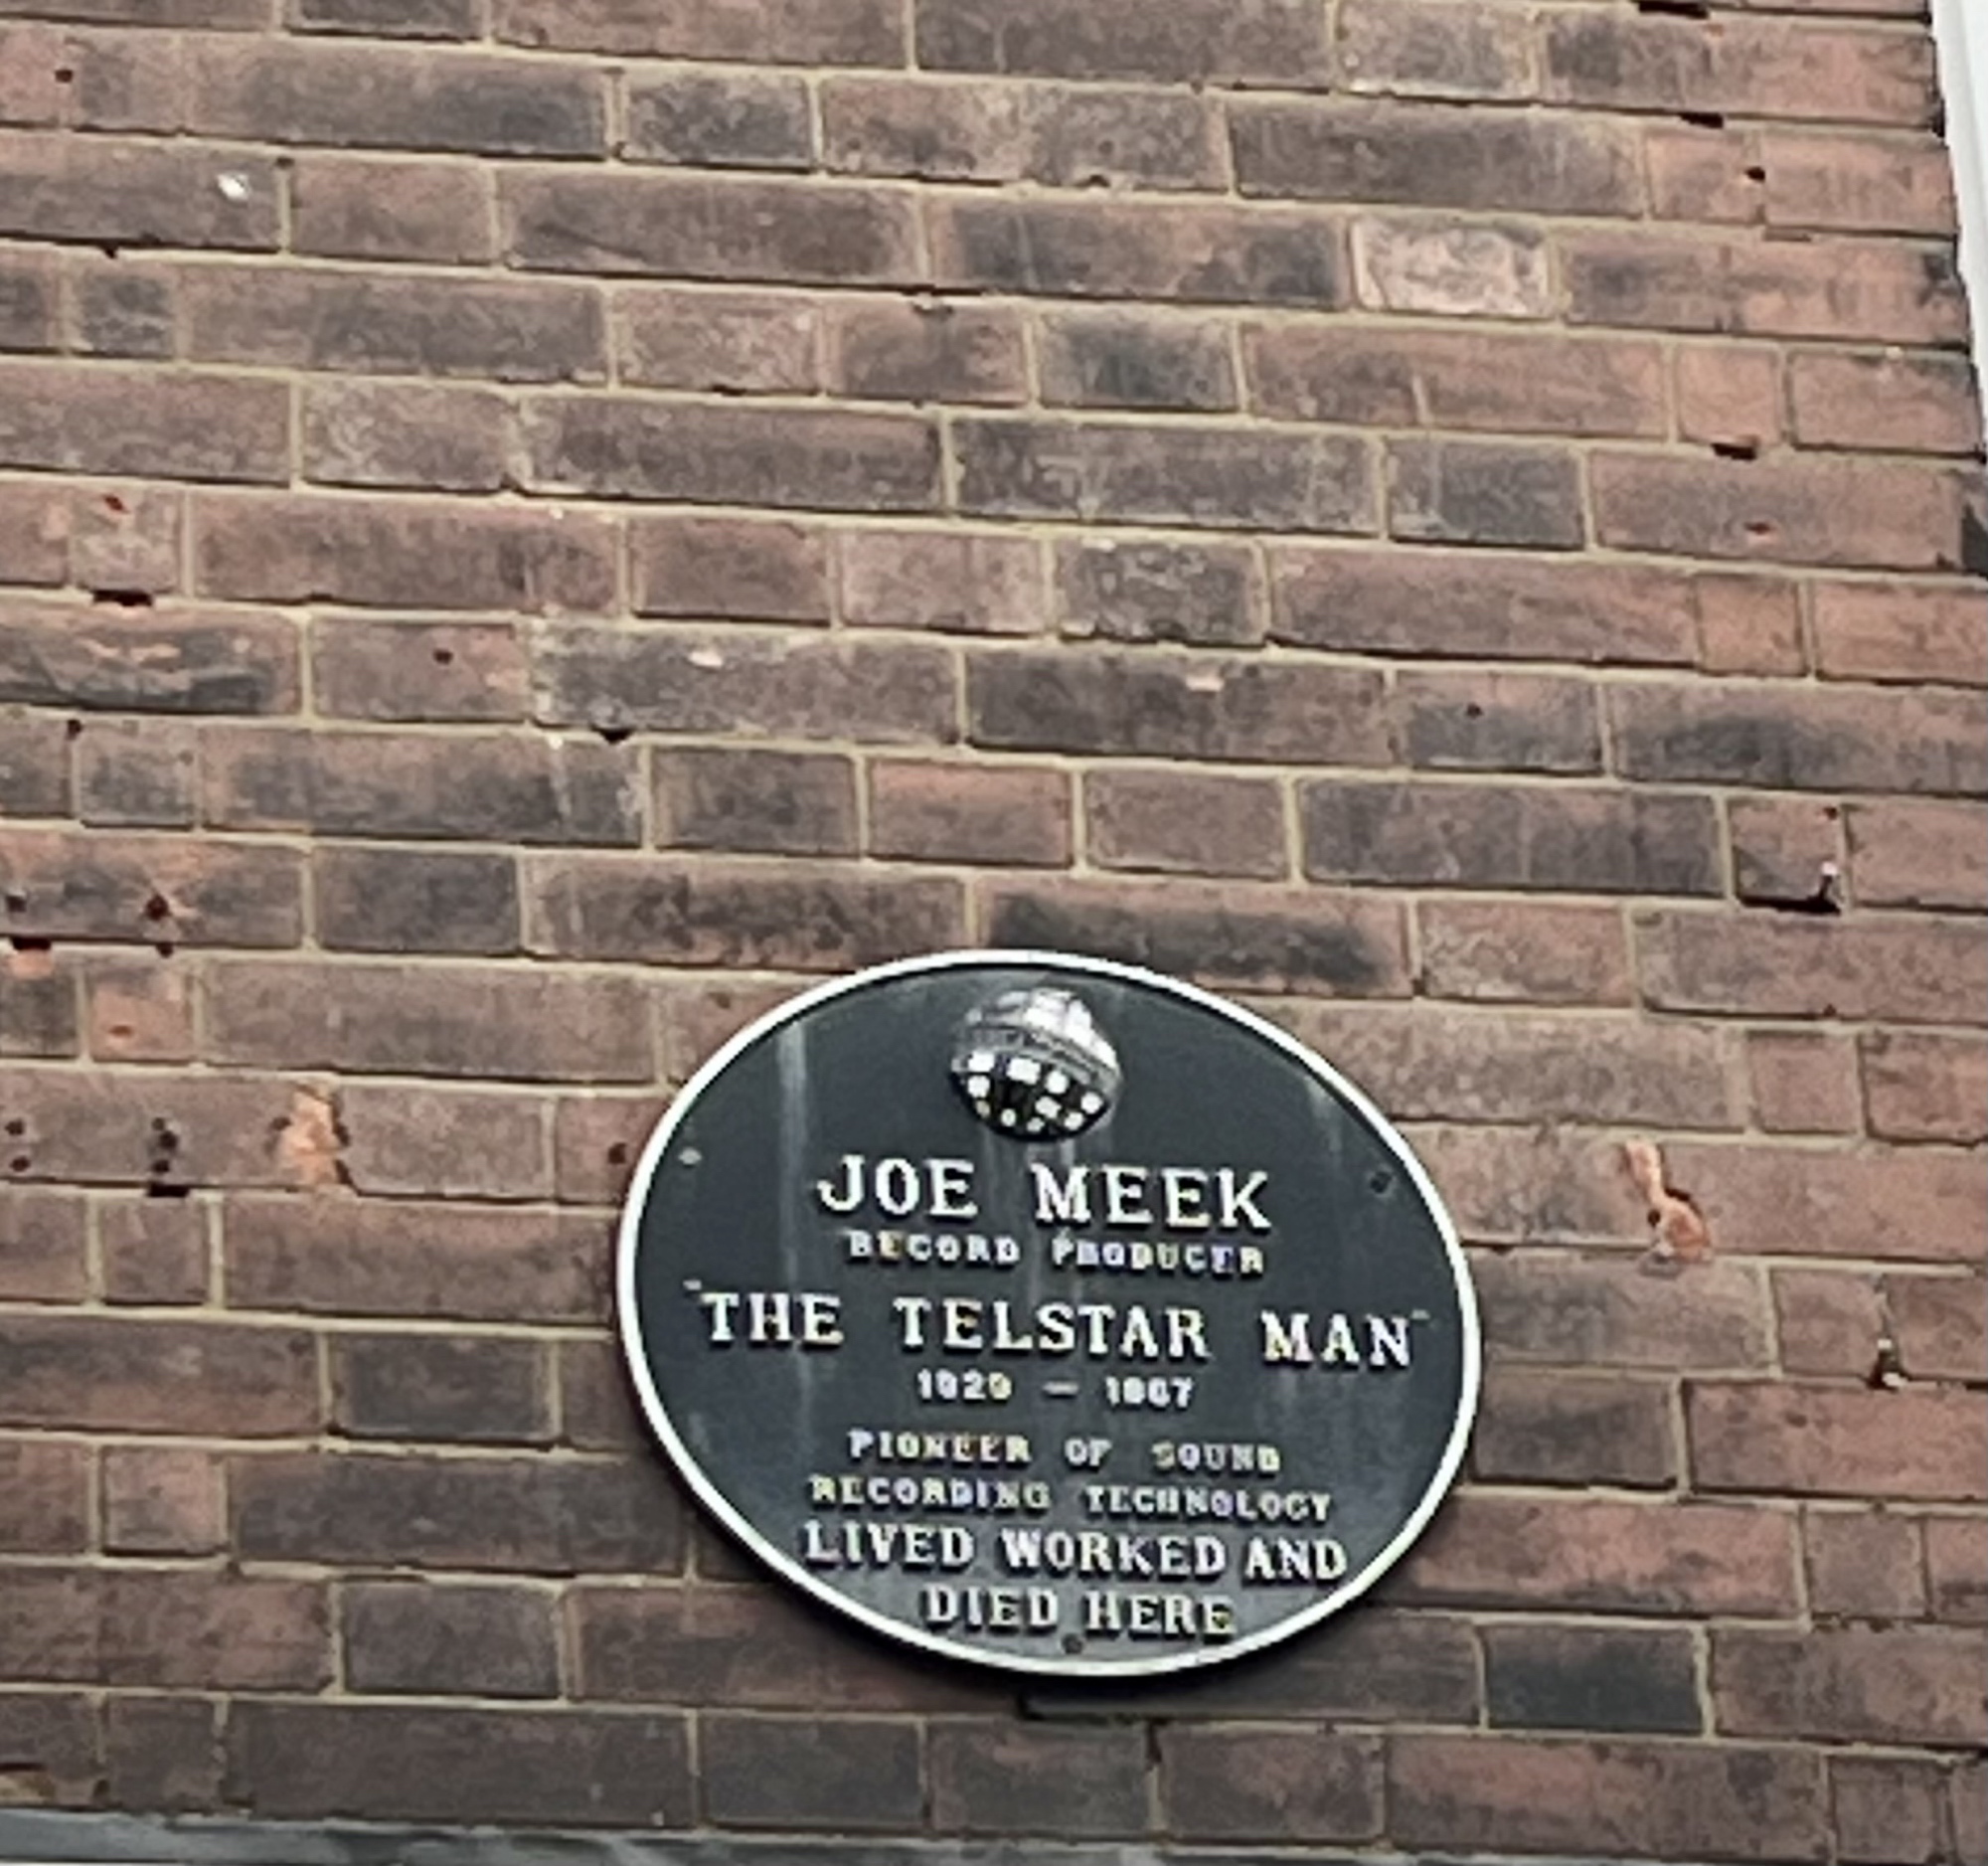 JOE MEEK
RECORD PRODUCER
"THE TELSTAR MAN"
1929 – 1967
PIONEER OF SOUND
RECORDING TECHNOLOGY
LIVED WORKED AND
DIED HERE